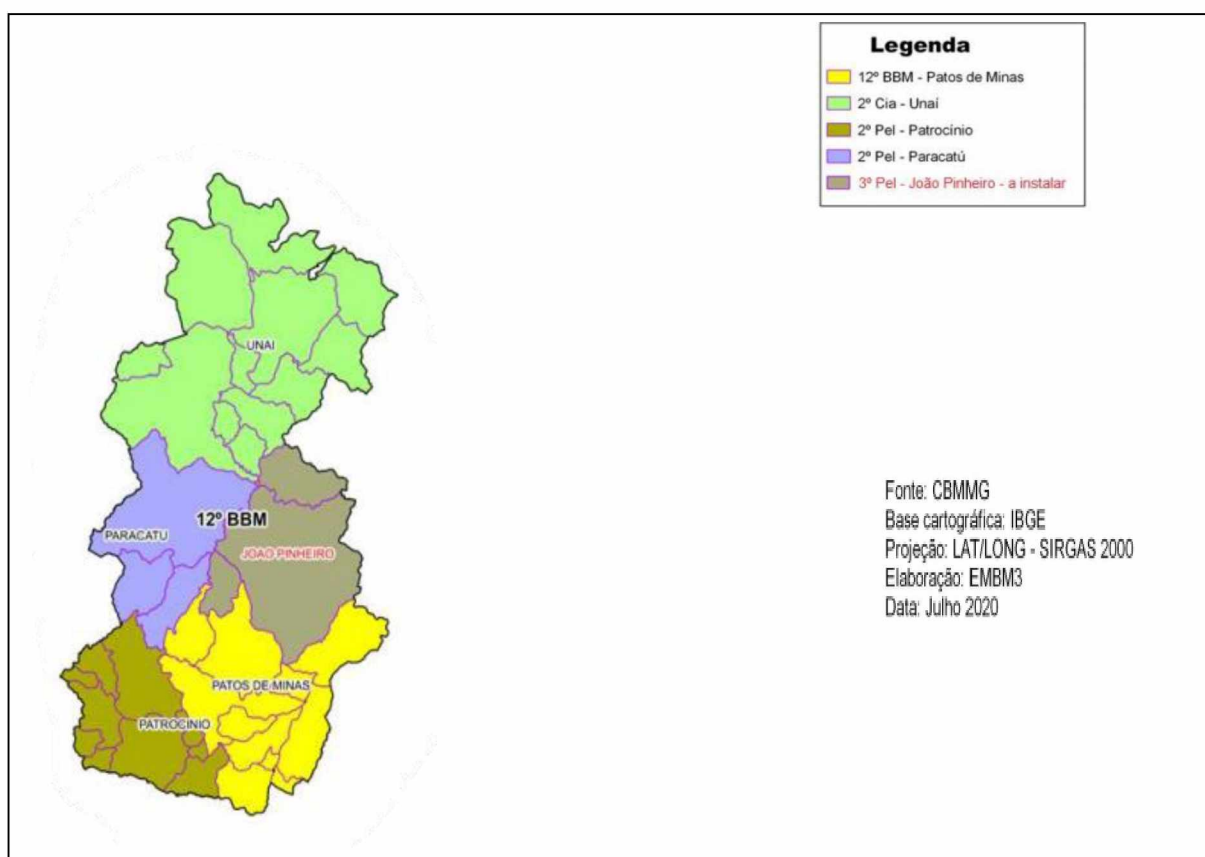 Legenda
12º BBM - Patos de Minas
2º Cia - Unaí
2º Pel - Patrocínio
2º Pel - Paracatú
3º Pel - João Pinheiro - a instalar
UNAI
12º BBM
PARACATU
JOAO PINHEIRO
PATOS DE MINAS
PATROCINIO
Fonte: CBMMG
Base cartográfica: IBGE
Projeção: LAT/LONG - SIRGAS 2000
Elaboração: EMBM3
Data: Julho 2020